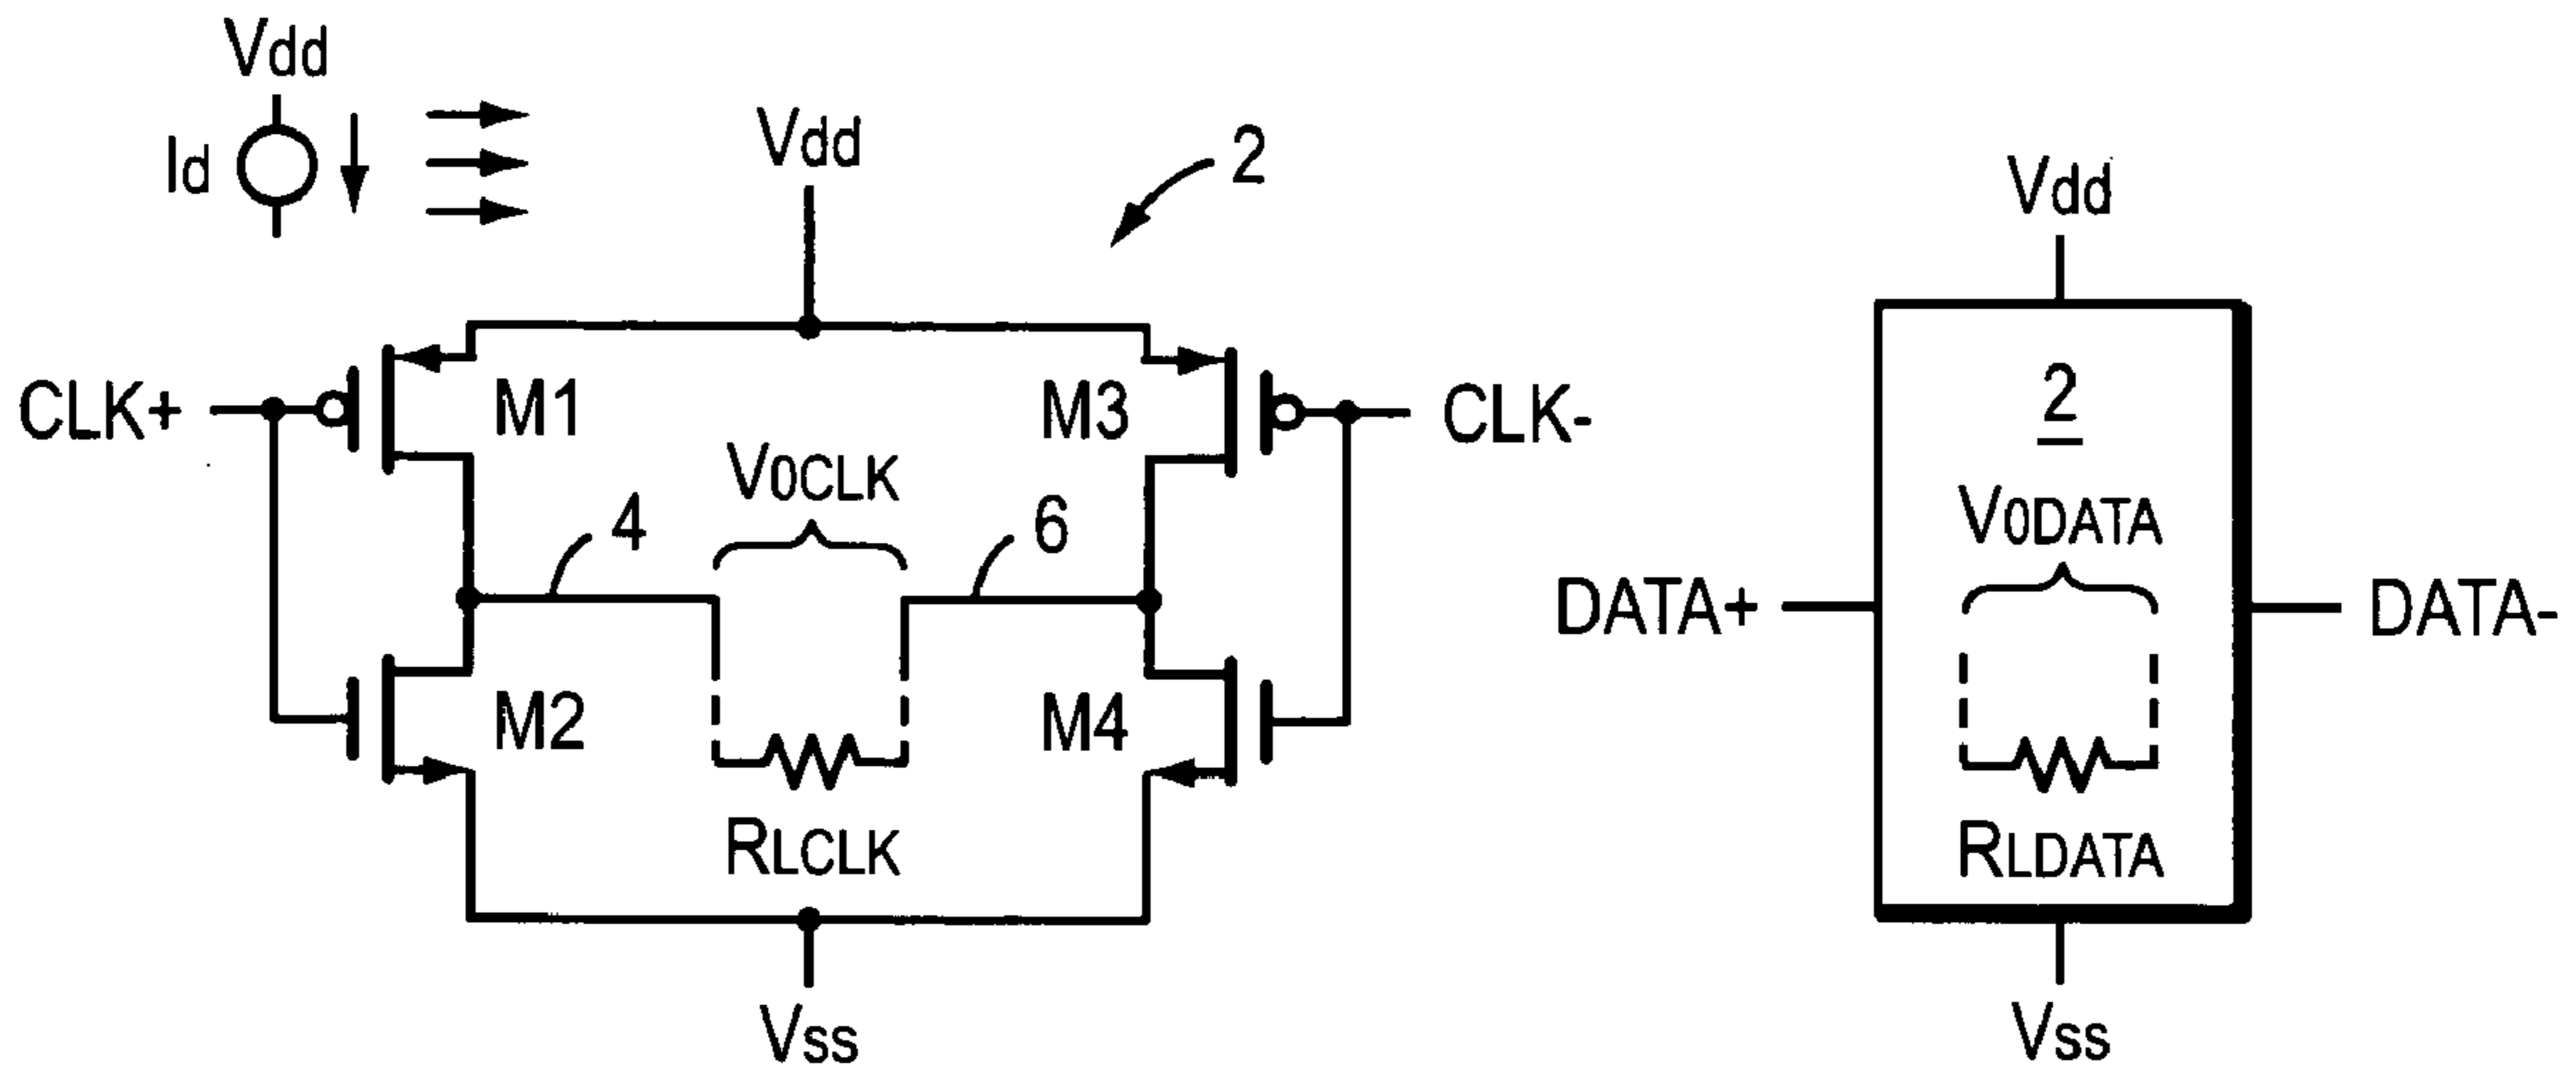 Vdd
Id
Vdd
2
Vdd
CLK+
M1
M3
CLK-
2
V0CLK
4
6
V0DATA
DATA+
DATA-
M2
M4
RLCLK
RLDATA
Vss
Vss